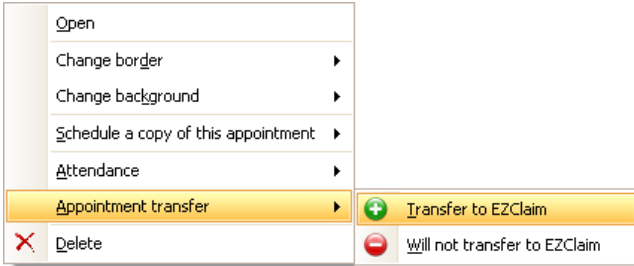 Open
Change border
Change background
Schedule a copy of this appointment
Attendance
Appointment transfer
Transfer to EZClaim
Will not transfer to EZClaim
Delete